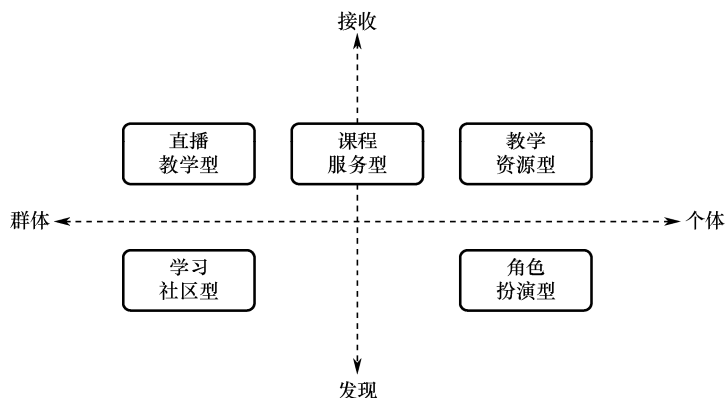 接收
直播
教学型
课程
服务型
教学
资源型
群体
个体
学习
社区型
角色
扮演型
发现